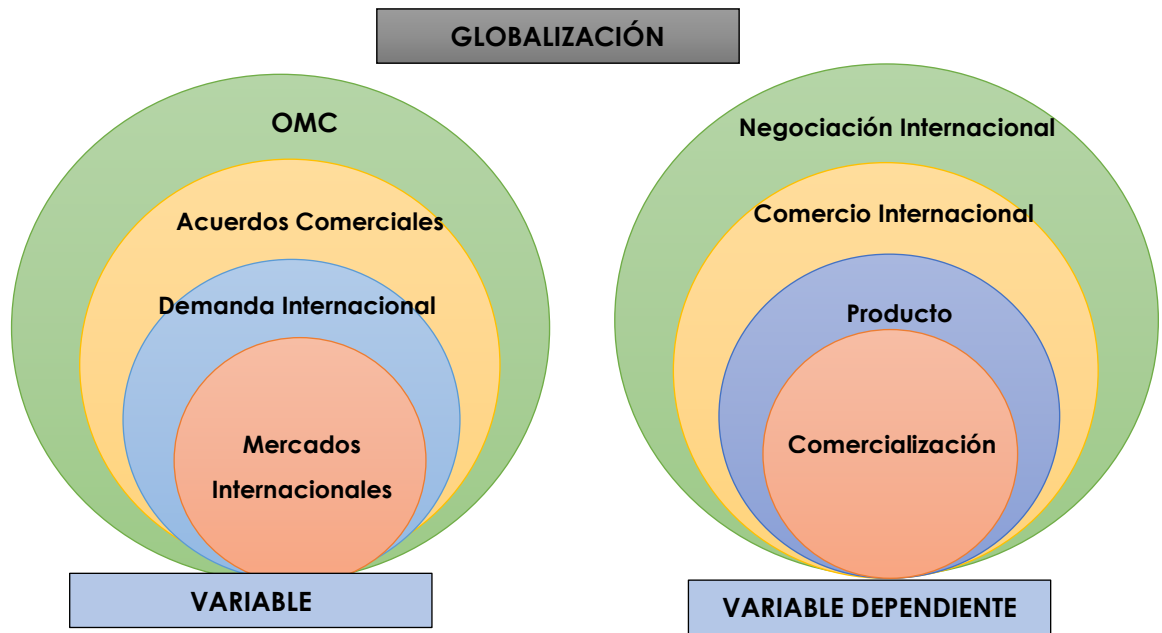 GLOBALIZACIÓN
OMC
Acuerdos Comerciales
Demanda Internacional
Mercados
Internacionales
VARIABLE
Negociación Internacional
Comercio Internacional
Producto
Comercialización
VARIABLE DEPENDIENTE